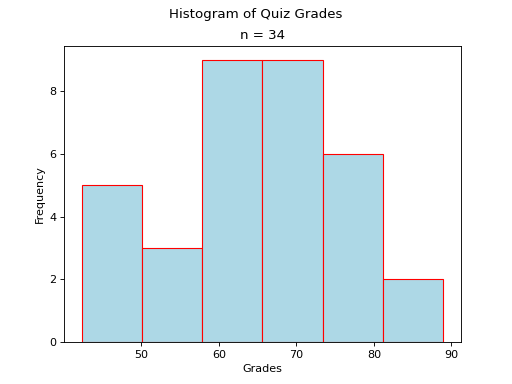 Histogram of Quiz Grades
n = 34
8
6
4
2
0
Frequency
50 60 70 80 90
Grades